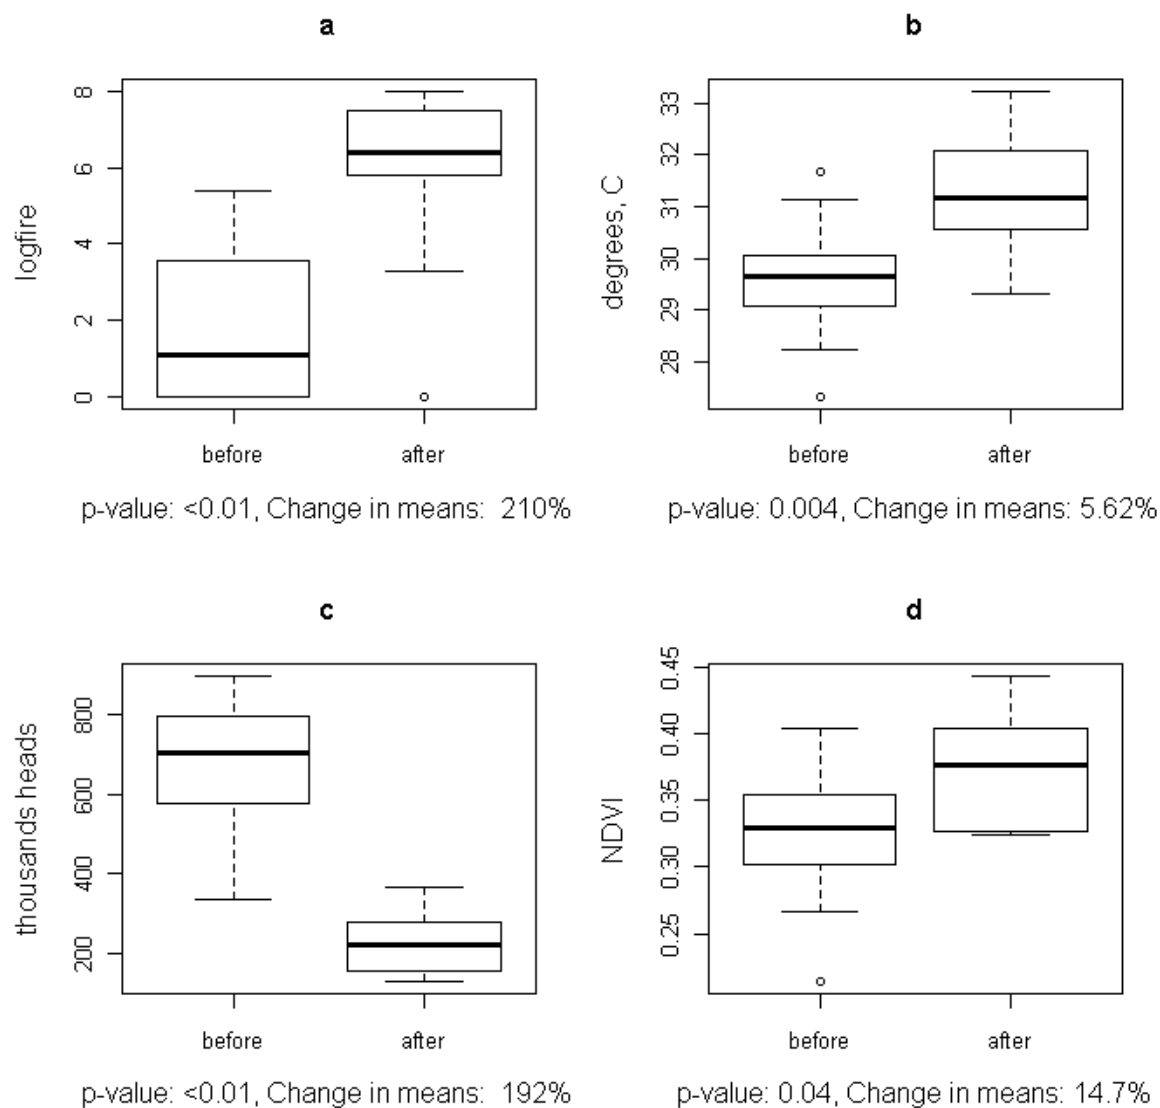 a
logfire
0
2
4
6
8
before
after
p-value: <0.01, Change in means: 210%
b
degrees, C
28
29
30
31
32
33
before
after
p-value: 0.004, Change in means: 5.62%
c
thousands heads
200
400
600
800
before
after
p-value: <0.01, Change in means: 192%
d
NDVI
0.25
0.30
0.35
0.40
0.45
before
after
p-value: 0.04, Change in means: 14.7%